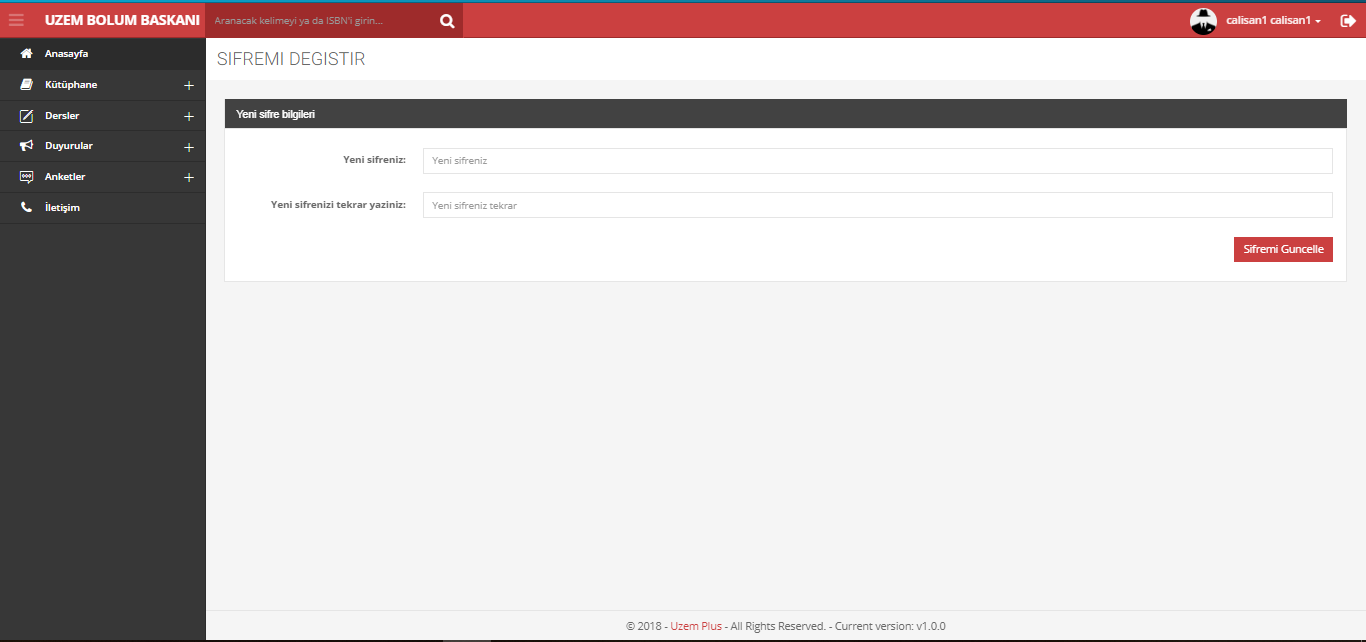 UZEM BOLUM BASKANI
Aranacak kelimeyi ya da ISBN'i girin...
calisan1 calisan1
Anasayfa
Kütüphane
Dersler
Duyurular
Anketler
İletişim
SIFREMI DEGISTIR
Yeni sifre bilgileri
Yeni sifreniz:
Yeni sifreniz
Yeni sifrenizi tekrar yaziniz:
Yeni sifreniz tekrar
Sifremi Guncelle
© 2018 - Uzem Plus - All Rights Reserved. - Current version: v1.0.0